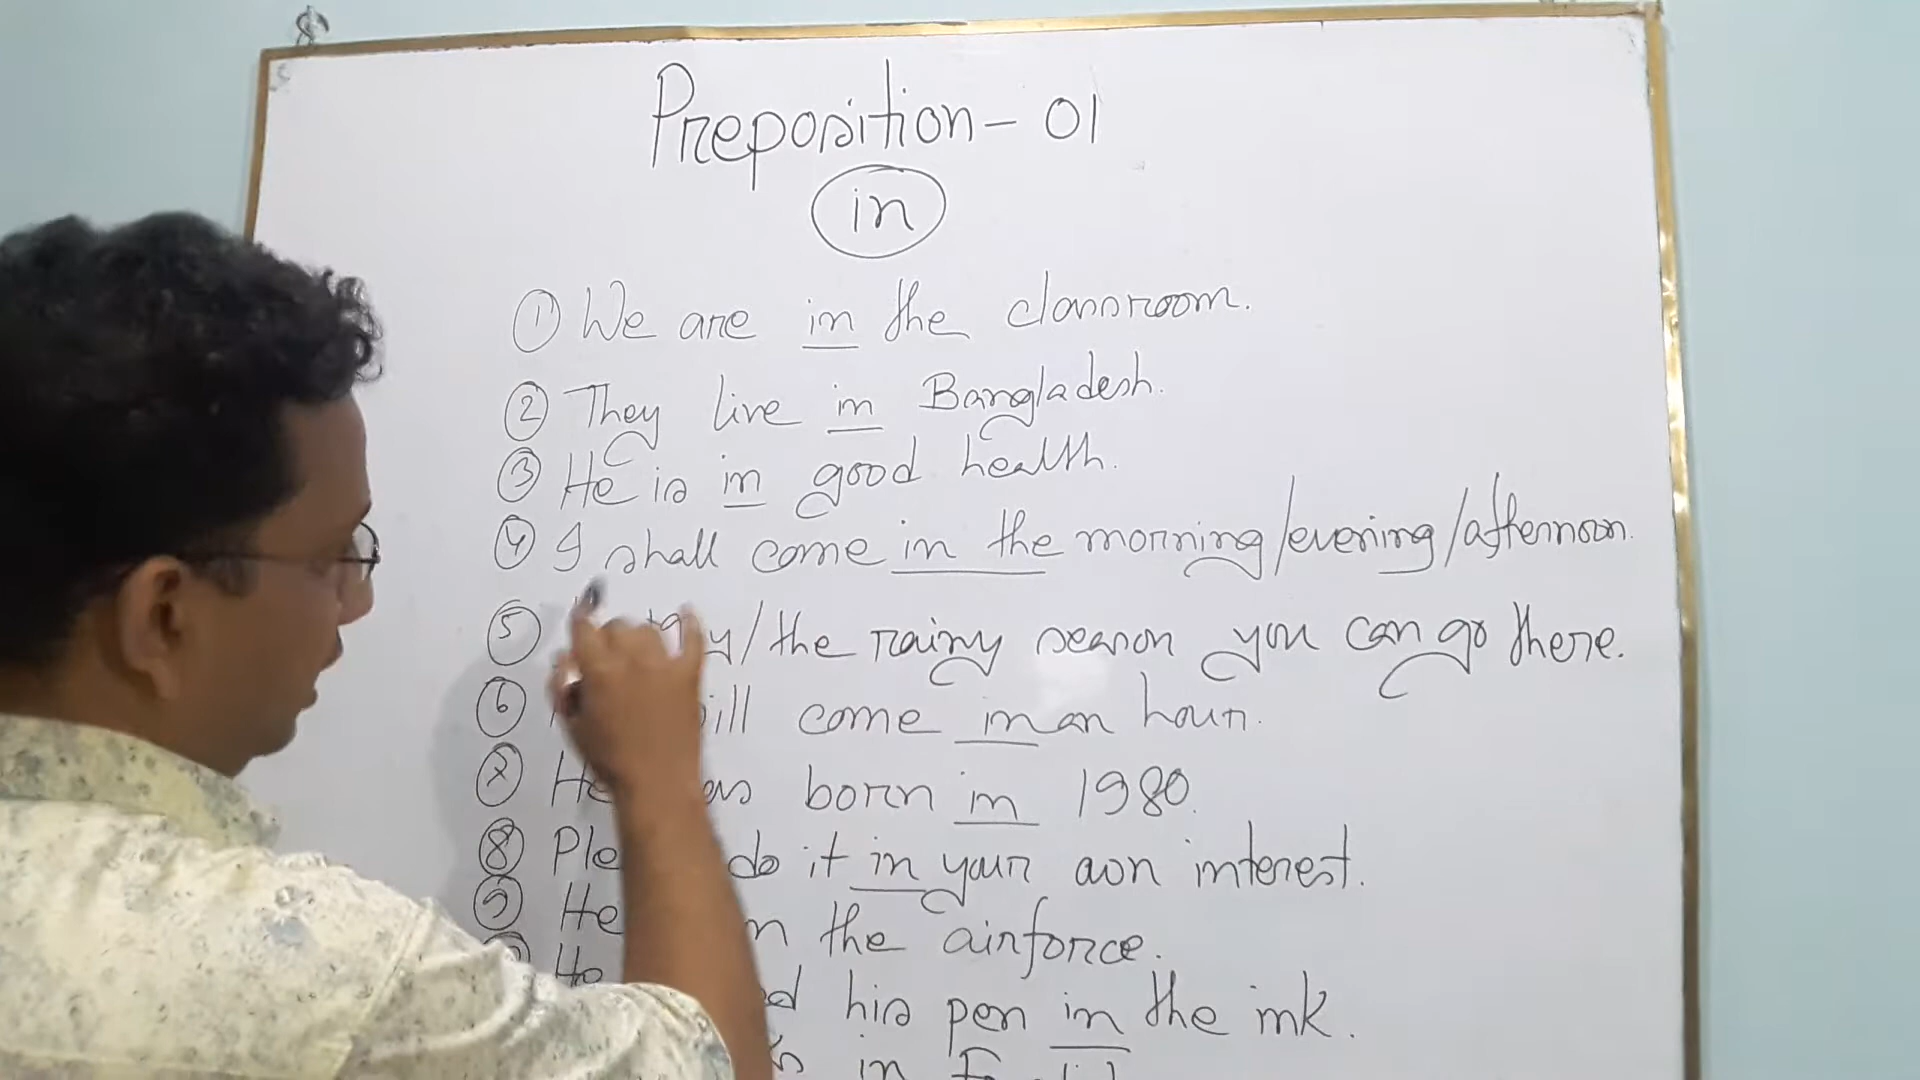 Preposition - 01
in
① We are in the classroom.
② They live in Bangladesh.
③ He is in good health.
④ I shall come in the morning/evening/afternoon.
⑤ /the rainy season you can go there.
⑥ come in an hour.
⑦ He born in 1980.
⑧ do it in your own interest.
⑨ He the airforce.
his pen in the ink.
in